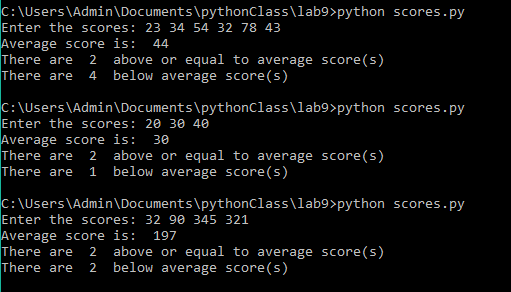 C:\Users\Admin\Documents\pythonClass\lab9>python scores.py
Enter the scores: 23 34 54 32 78 43
Average score is:  44
There are  2  above or equal to average score(s)
There are  4  below average score(s)
C:\Users\Admin\Documents\pythonClass\lab9>python scores.py
Enter the scores: 20 30 40
Average score is:  30
There are  2  above or equal to average score(s)
There are  1  below average score(s)
C:\Users\Admin\Documents\pythonClass\lab9>python scores.py
Enter the scores: 32 90 345 321
Average score is:  197
There are  2  above or equal to average score(s)
There are  2  below average score(s)